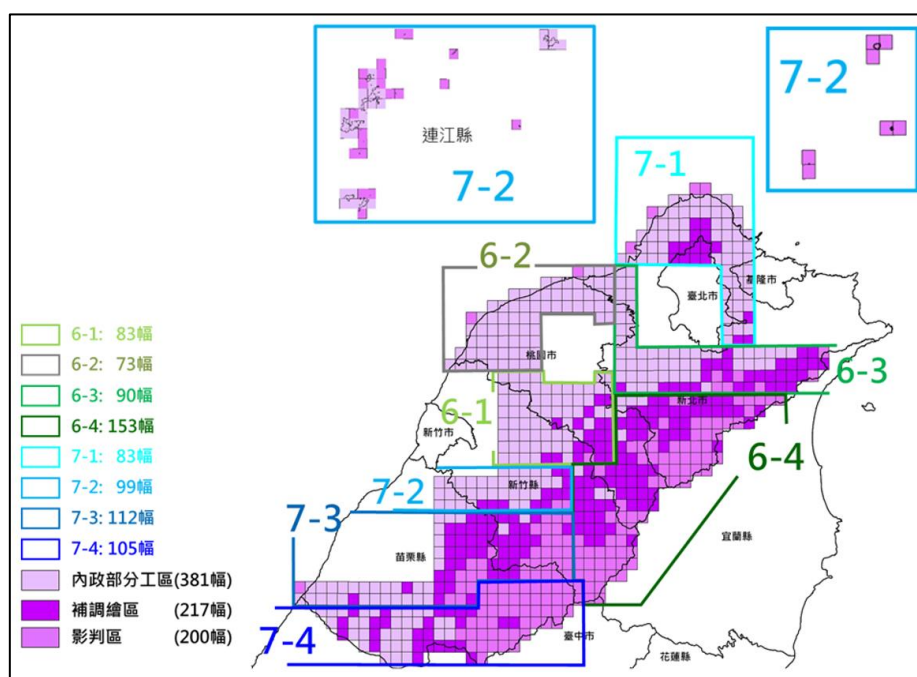 7-2
連江縣
7-2
7-1
6-2
基隆市
臺北市
桃園市
6-1: 83幅
6-2: 73幅
6-3: 90幅
6-4: 153幅
7-1: 83幅
7-2: 99幅
7-3: 112幅
7-4: 105幅
內政部分工區(381幅)
補調繪區 (217幅)
影判區 (200幅)
6-3
6-1
新北市
新竹市
6-4
7-2
新竹縣
7-3
宜蘭縣
苗栗縣
7-4
臺中市
花蓮縣